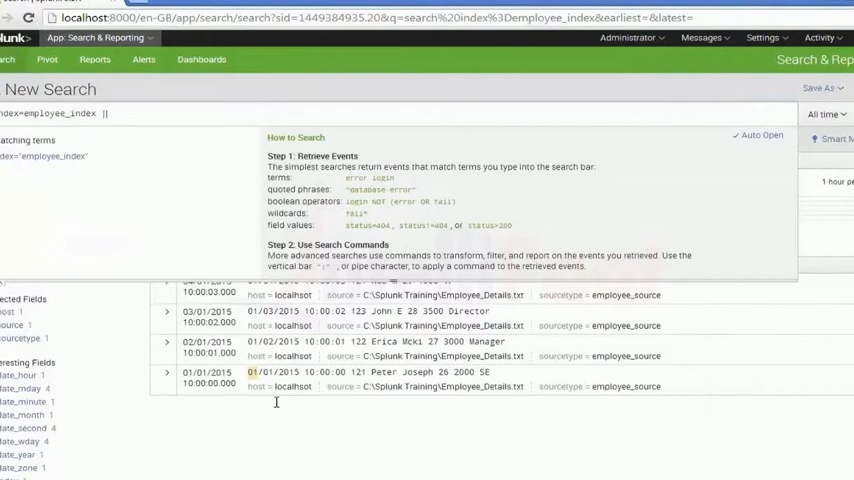 localhost:8000/en-GB/app/search/search?sid=1449384935.20&q=search%20index%3Demployee_index&earliest=&latest=
plunk> App: Search & Reporting Administrator Messages Settings Activity
arch Pivot Reports Alerts Dashboards Search & Rep
New Search Save As
ndex=employee_index || All time
atching terms How to Search Auto Open Smart M
ndex="employee_index" Step 1: Retrieve Events
The simplest searches return events that match terms you type into the search bar:
terms: error login
quoted phrases: "database error" 1 hour pe
boolean operators: login NOT (error OR fail)
wildcards: fail*
field values: status=404, status!=404, or status>200
Step 2: Use Search Commands
More advanced searches use commands to transform, filter, and report on the events you retrieved. Use the
vertical bar "|", or pipe character, to apply a command to the retrieved events.
10:00:03.000 host = localhsot source = C:\Splunk Training\Employee_Details.txt sourcetype = employee_source
ected Fields
host 1
source 1
sourcetype 1
03/01/2015 01/03/2015 10:00:02 123 John E 28 3500 Director
10:00:02.000 host = localhsot source = C:\Splunk Training\Employee_Details.txt sourcetype = employee_source
02/01/2015 01/02/2015 10:00:01 122 Erica Mcki 27 3000 Manager
10:00:01.000 host = localhsot source = C:\Splunk Training\Employee_Details.txt sourcetype = employee_source
01/01/2015 01/01/2015 10:00:00 121 Peter Joseph 26 2000 SE
10:00:00.000 host = localhsot source = C:\Splunk Training\Employee_Details.txt sourcetype = employee_source
eresting Fields
date_hour 1
date_mday 4
date_minute 1
date_month 1
date_second 4
date_wday 4
date_year 1
date_zone 1
index 1